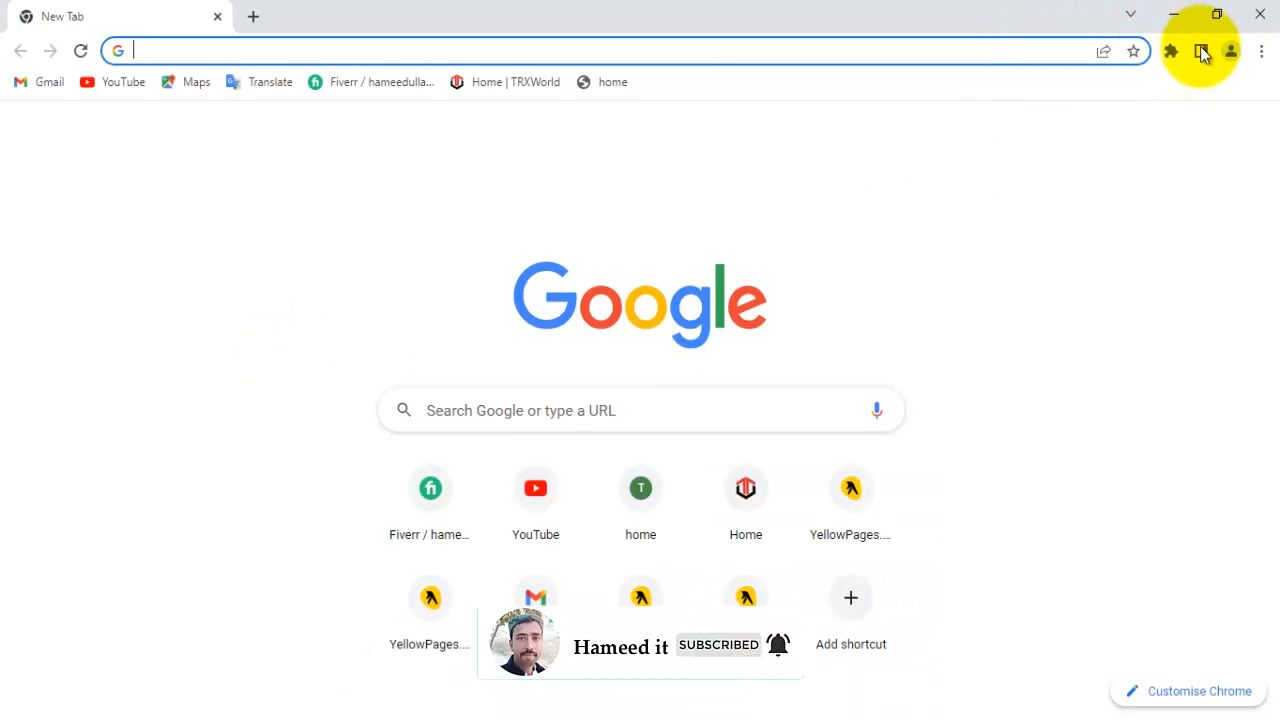 New Tab
Gmail
YouTube
Maps
Translate
Fiverr / hameedulla...
Home | TRXWorld
home
Google
Search Google or type a URL
T
Fiverr / hame...
YouTube
home
Home
YellowPages....
YellowPages....
Add shortcut
Hameed it
SUBSCRIBED
Customise Chrome